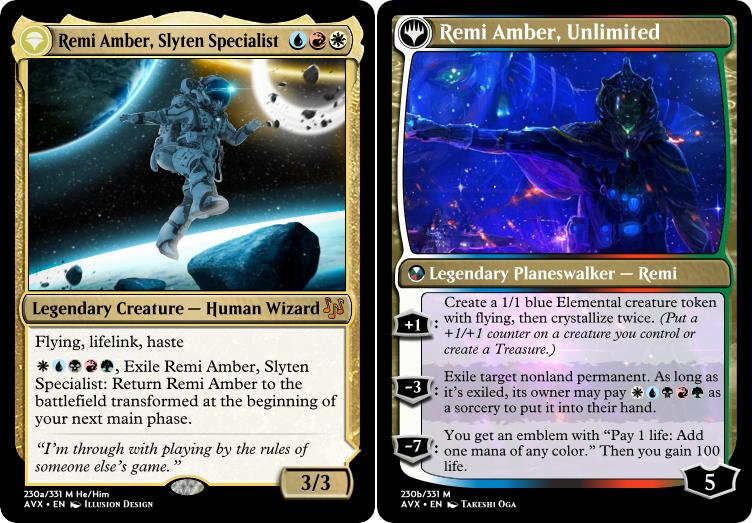 Remi Amber, Slyten Specialist
Legendary Creature — Human Wizard
Flying, lifelink, haste
, Exile Remi Amber, Slyten
Specialist: Return Remi Amber to the
battlefield transformed at the beginning of
your next main phase.
“I'm through with playing by the rules of
someone else's game.”
3/3
230a/331 M He/Him
AVX • EN Illusion Design
Remi Amber, Unlimited
Legendary Planeswalker — Remi
+1 : Create a 1/1 blue Elemental creature token
with flying, then crystallize twice. (Put a
+1/+1 counter on a creature you control or
create a Treasure.)
-3 : Exile target nonland permanent. As long as
it's exiled, its owner may pay as
a sorcery to put it into their hand.
-7 : You get an emblem with “Pay 1 life: Add
one mana of any color.” Then you gain 100
life.
5
230b/331 M
AVX • EN Takeshi Oga